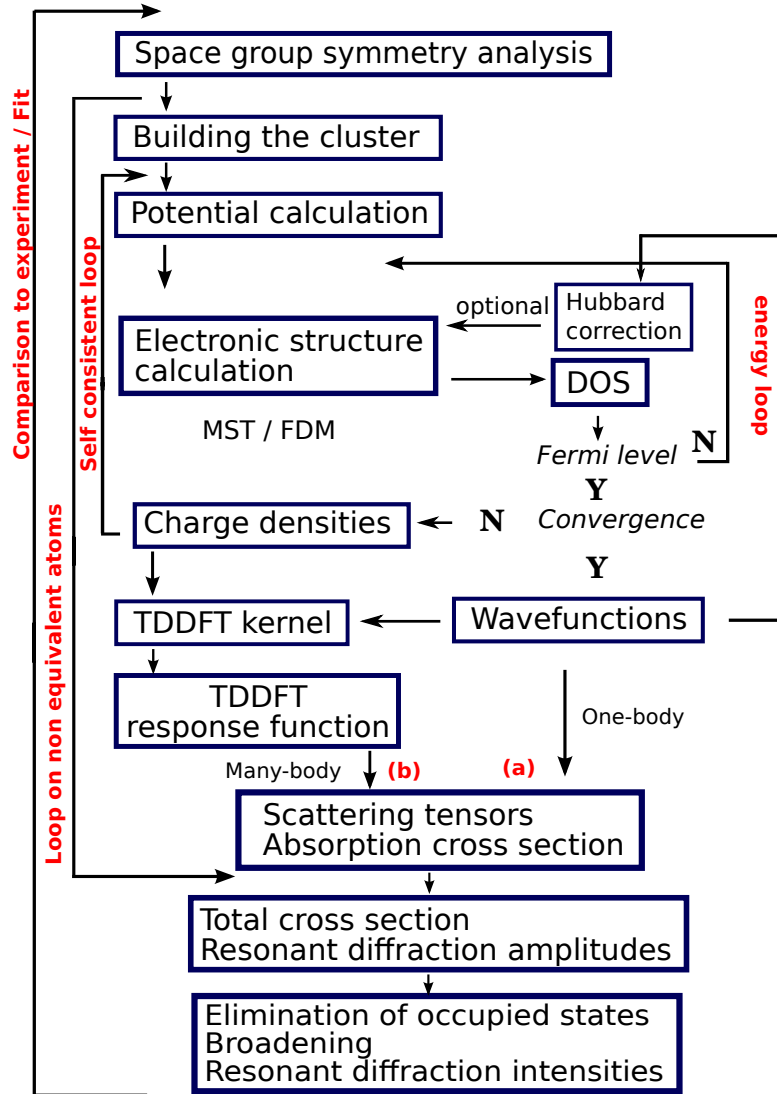 Space group symmetry analysis
Building the cluster
Potential calculation
Hubbard
correction
optional
Electronic structure
calculation
DOS
MST / FDM
Fermi level
N
Y
Charge densities
N
Convergence
Y
TDDFT kernel
Wavefunctions
TDDFT
response function
One-body
Many-body
(b)
(a)
Scattering tensors
Absorption cross section
Total cross section
Resonant diffraction amplitudes
Elimination of occupied states
Broadening
Resonant diffraction intensities
Comparison to experiment / Fit
Loop on non equivalent atoms
Self consistent loop
energy loop